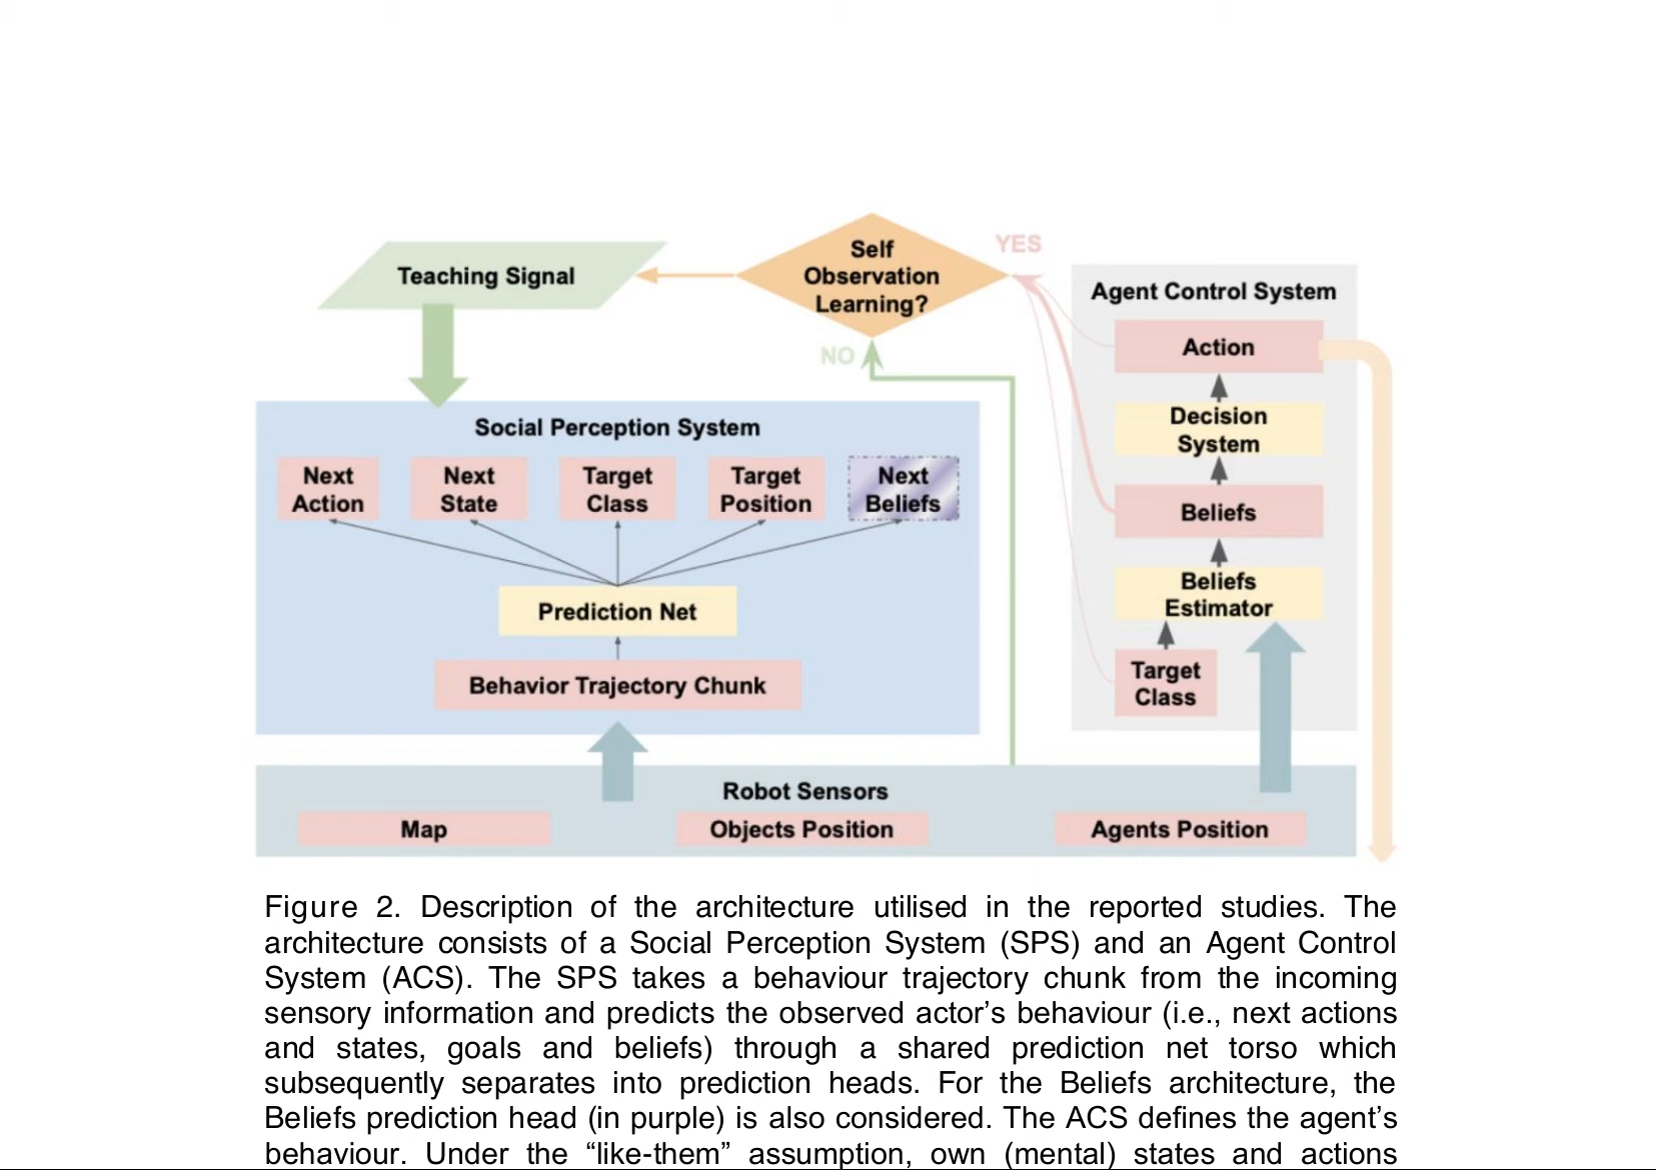 Self
Observation
Learning?
YES
Teaching Signal
NO
Agent Control System
Action
Decision
System
Beliefs
Beliefs
Estimator
Target
Class
Social Perception System
Next
Action
Next
State
Target
Class
Target
Position
Next
Beliefs
Prediction Net
Behavior Trajectory Chunk
Robot Sensors
Map
Objects Position
Agents Position
Figure 2. Description of the architecture utilised in the reported studies. The
architecture consists of a Social Perception System (SPS) and an Agent Control
System (ACS). The SPS takes a behaviour trajectory chunk from the incoming
sensory information and predicts the observed actor’s behaviour (i.e., next actions
and states, goals and beliefs) through a shared prediction net torso which
subsequently separates into prediction heads. For the Beliefs architecture, the
Beliefs prediction head (in purple) is also considered. The ACS defines the agent’s
behaviour. Under the “like-them” assumption, own (mental) states and actions